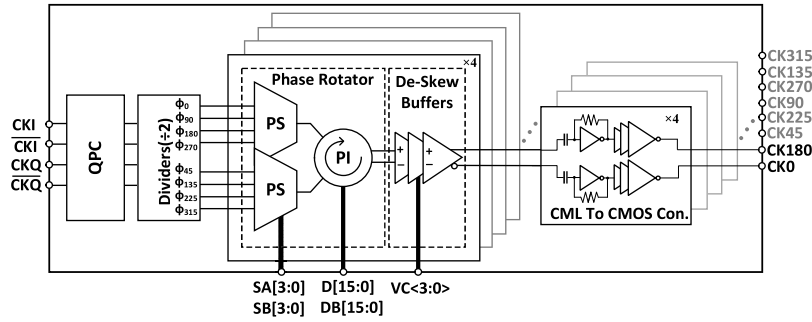 CKI
CKI
CKQ
CKQ
QPC
Dividers(÷2)
Φ0
Φ90
Φ180
Φ270
Φ45
Φ135
Φ225
Φ315
×4
Phase Rotator
PS
PS
PI
De-Skew
Buffers
+
−
+
−
×4
CML To CMOS Con.
CK315
CK135
CK270
CK90
CK225
CK45
CK180
CK0
SA[3:0]
SB[3:0]
D[15:0]
DB[15:0]
VC<3:0>